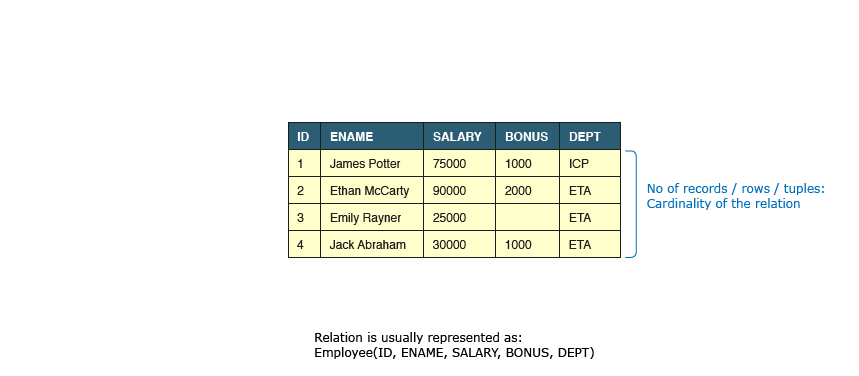 ID ENAME SALARY BONUS DEPT
1 James Potter 75000 1000 ICP
2 Ethan McCarty 90000 2000 ETA
3 Emily Rayner 25000 ETA
4 Jack Abraham 30000 1000 ETA
No of records / rows / tuples:
Cardinality of the relation
Relation is usually represented as:
Employee(ID, ENAME, SALARY, BONUS, DEPT)